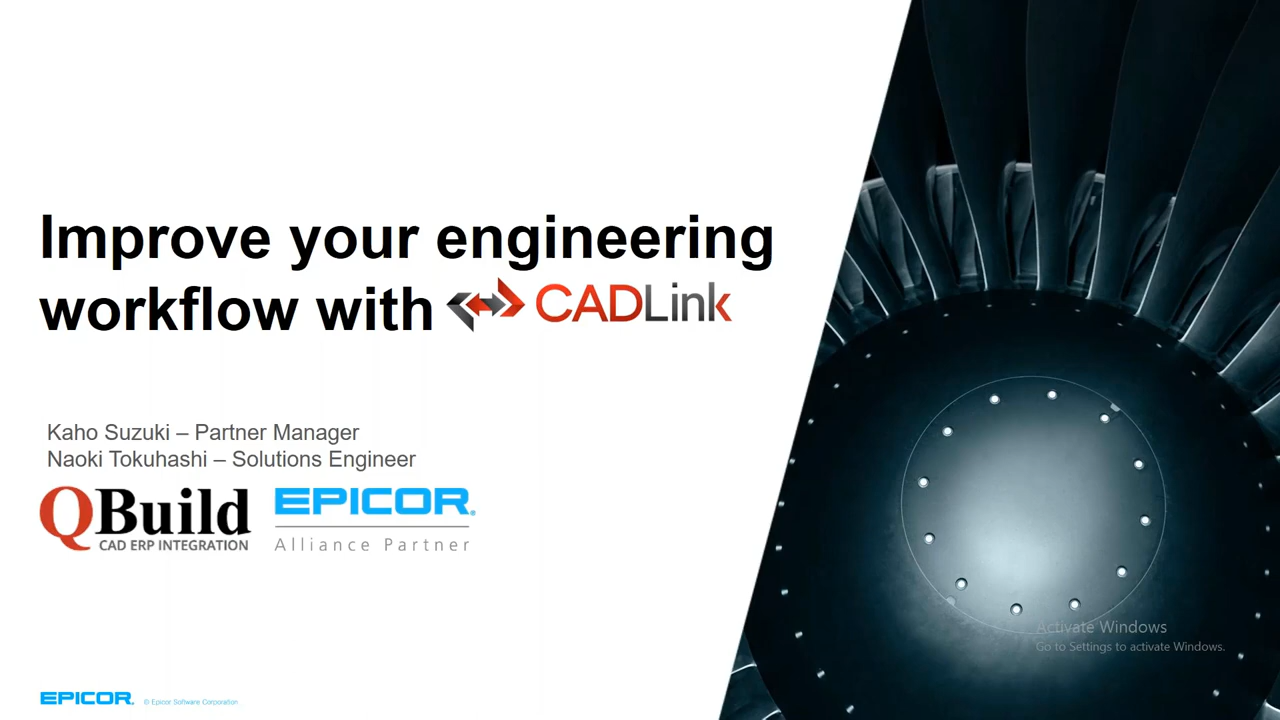 Improve your engineering
workflow with CADLink
Kaho Suzuki – Partner Manager
Naoki Tokuhashi – Solutions Engineer
QBuild
CAD ERP INTEGRATION
EPICOR®
Alliance Partner
Activate Windows
Go to Settings to activate Windows.
EPICOR® © Epicor Software Corporation